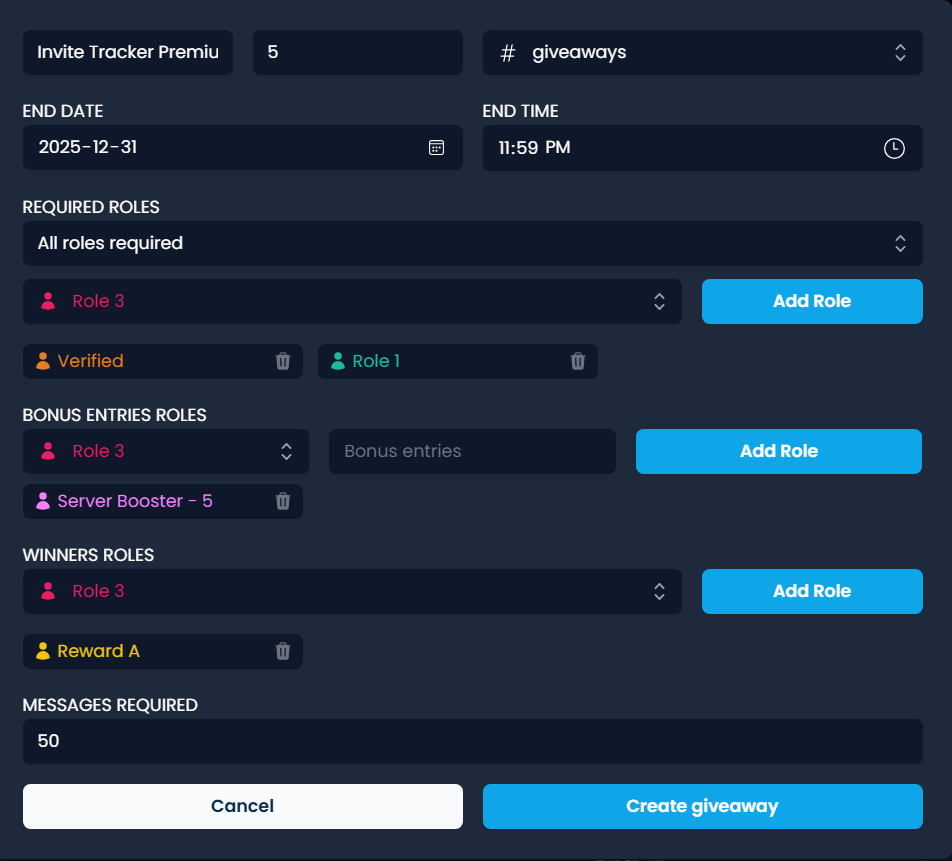 Invite Tracker Premiu 5 # giveaways
END DATE END TIME
2025-12-31 11:59 PM
REQUIRED ROLES
All roles required
Role 3 Add Role
Verified Role 1
BONUS ENTRIES ROLES
Role 3 Bonus entries Add Role
Server Booster - 5
WINNERS ROLES
Role 3 Add Role
Reward A
MESSAGES REQUIRED
50
Cancel Create giveaway